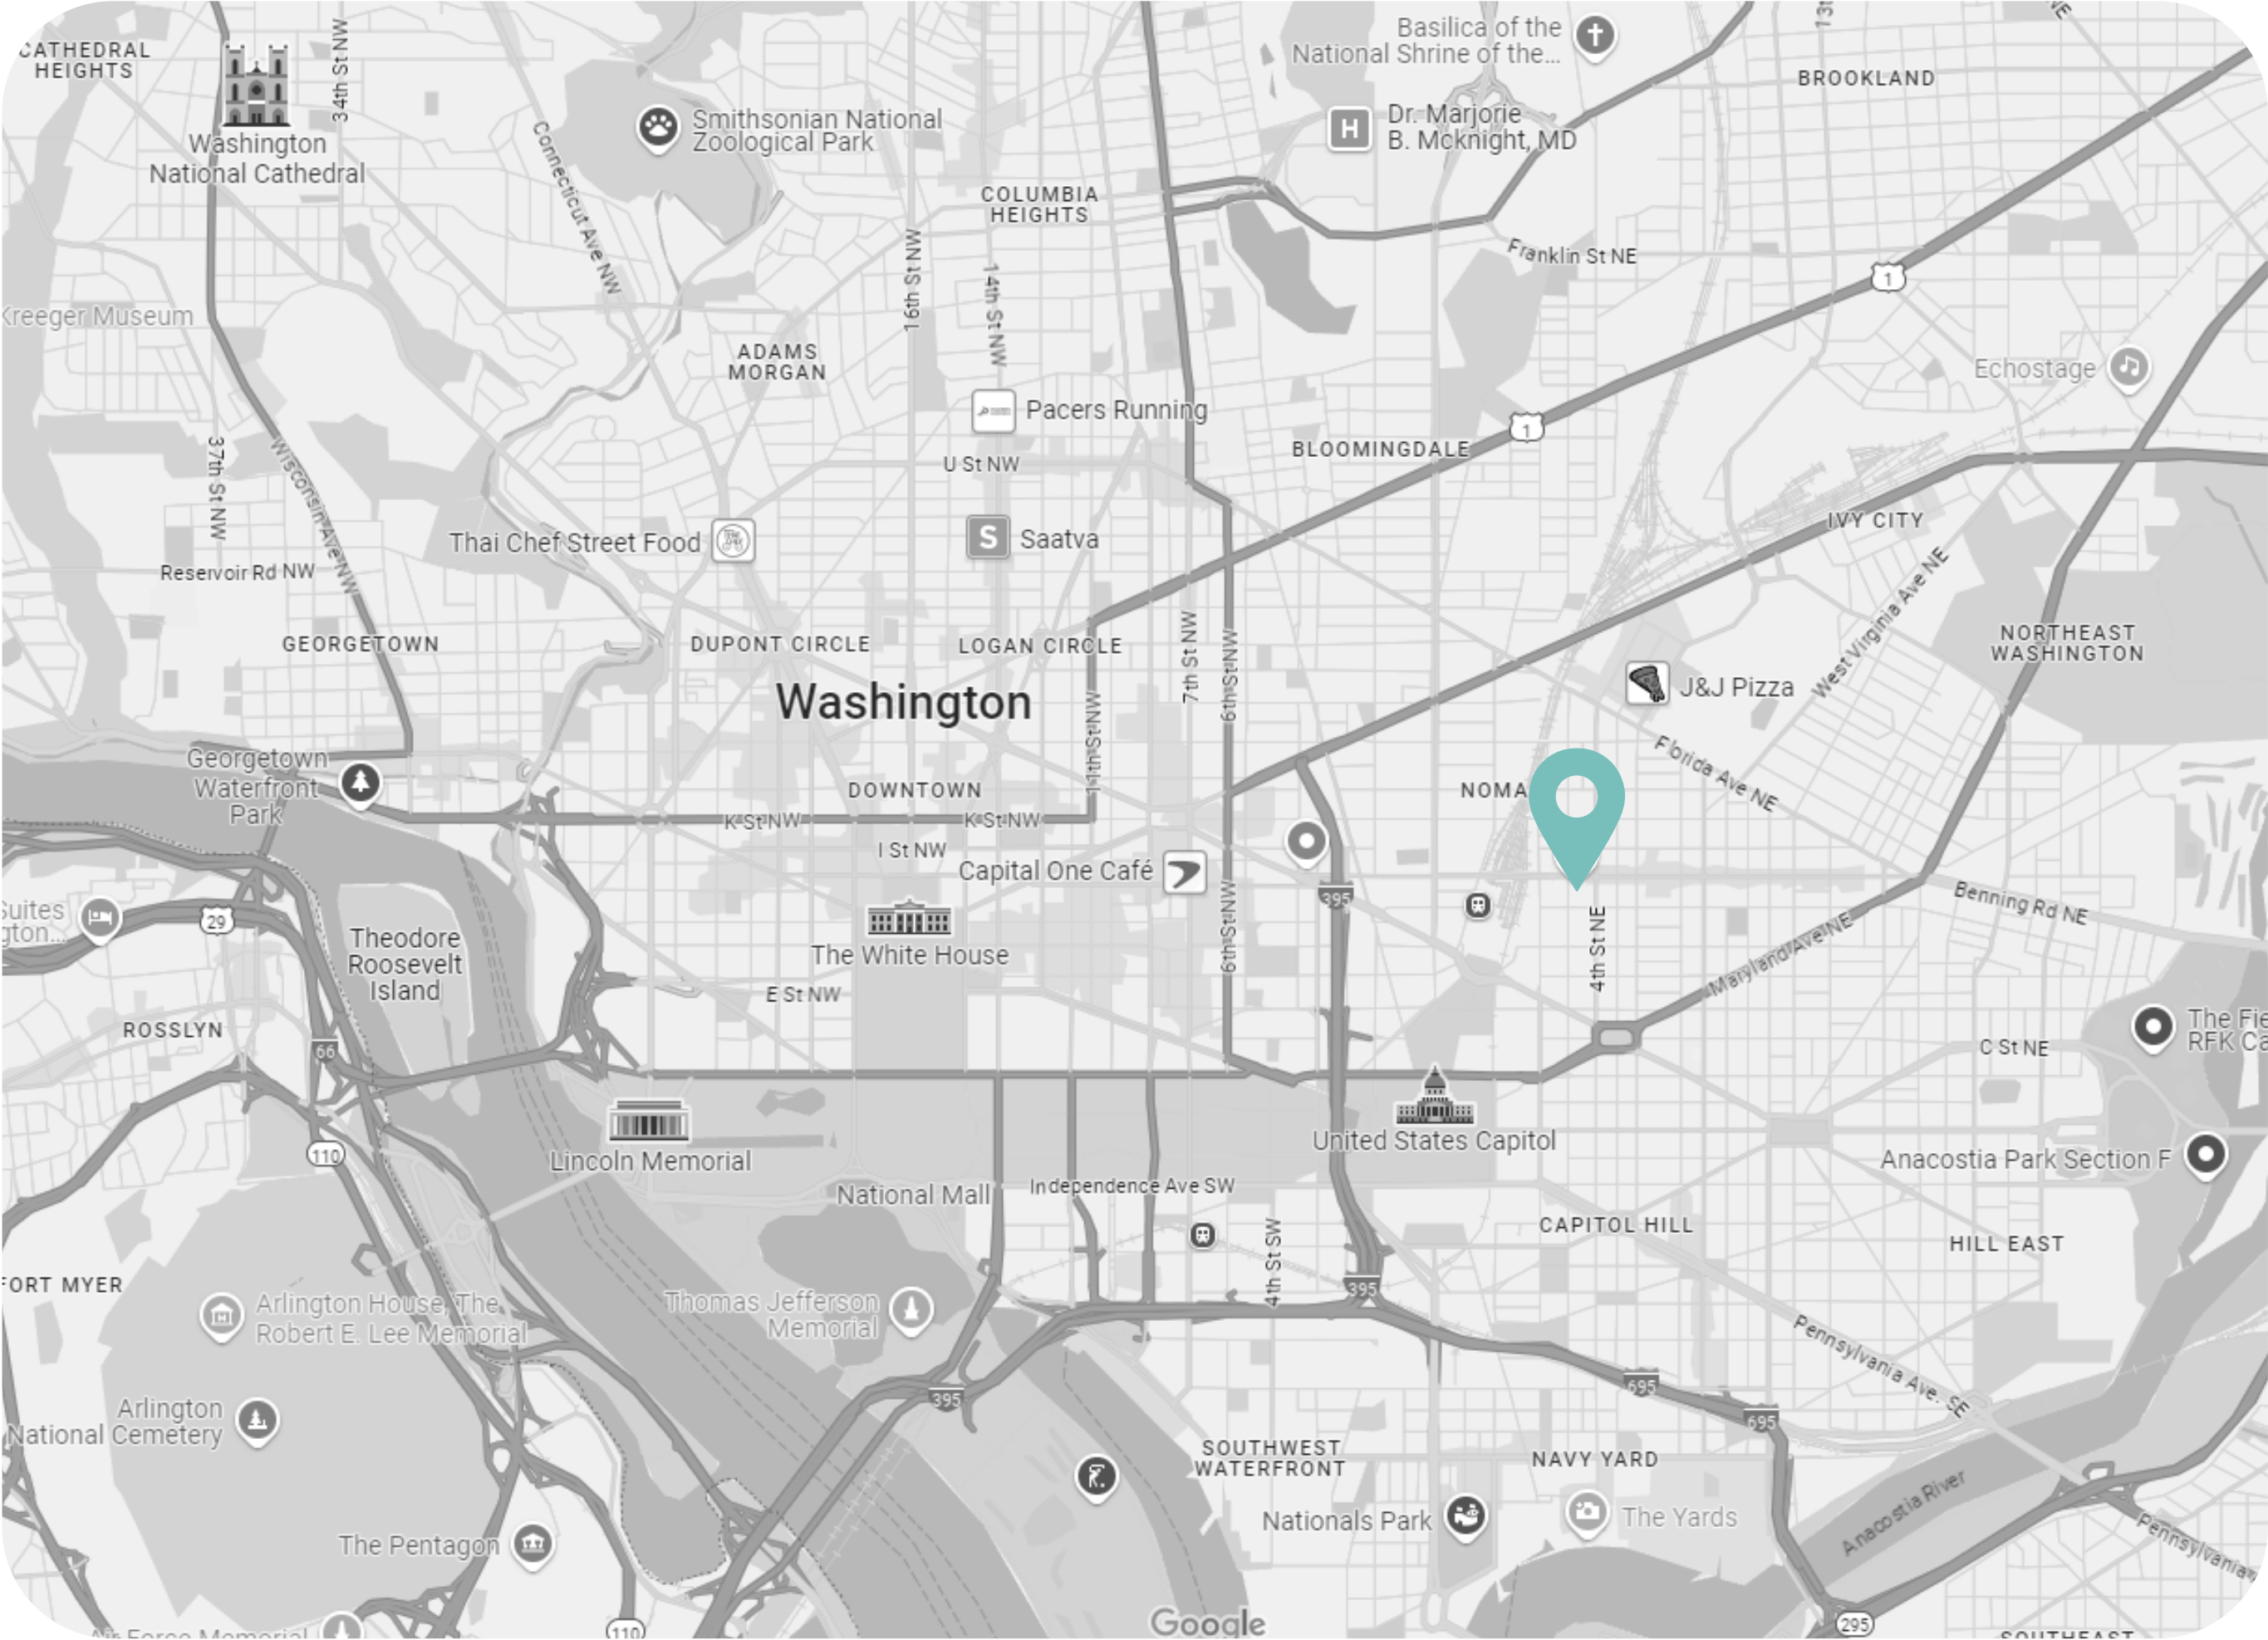 CATHEDRAL
HEIGHTS
34th St NW
Washington
National Cathedral
Connecticut Ave NW
Smithsonian National
Zoological Park
Basilica of the
National Shrine of the...
Dr. Marjorie
B. Mcknight, MD
NE
BROOKLAND
COLUMBIA
HEIGHTS
16th St NW
14th St NW
Franklin St NE
1
Kreeger Museum
ADAMS
MORGAN
Echostage
Pacers Running
1
BLOOMINGDALE
U St NW
37th St NW
Wisconsin Ave NW
Thai Chef Street Food
S
Saatva
IVY CITY
Reservoir Rd NW
West Virginia Ave NE
GEORGETOWN
DUPONT CIRCLE
LOGAN CIRCLE
7th St NW
6th St NW
NORTHEAST
WASHINGTON
Washington
J&J Pizza
11th St NW
Florida Ave NE
Georgetown
Waterfront
Park
DOWNTOWN
NOMA
K St NW
K St NW
I St NW
Capital One Café
395
Benning Rd NE
Suites
gton...
29
The White House
6th St NW
4th St NE
Maryland Ave NE
Theodore
Roosevelt
Island
E St NW
ROSSLYN
66
C St NE
The Fie
RFK Ca
110
Lincoln Memorial
United States Capitol
Anacostia Park Section F
National Mall
Independence Ave SW
4th St SW
CAPITOL HILL
HILL EAST
FORT MYER
Arlington House, The
Robert E. Lee Memorial
Thomas Jefferson
Memorial
395
Pennsylvania Ave. SE
395
695
695
Arlington
National Cemetery
SOUTHWEST
WATERFRONT
NAVY YARD
Nationals Park
The Yards
Anacostia River
Pennsylvania
The Pentagon
110
Air Force Memorial
Google
295
SOUTHEAST